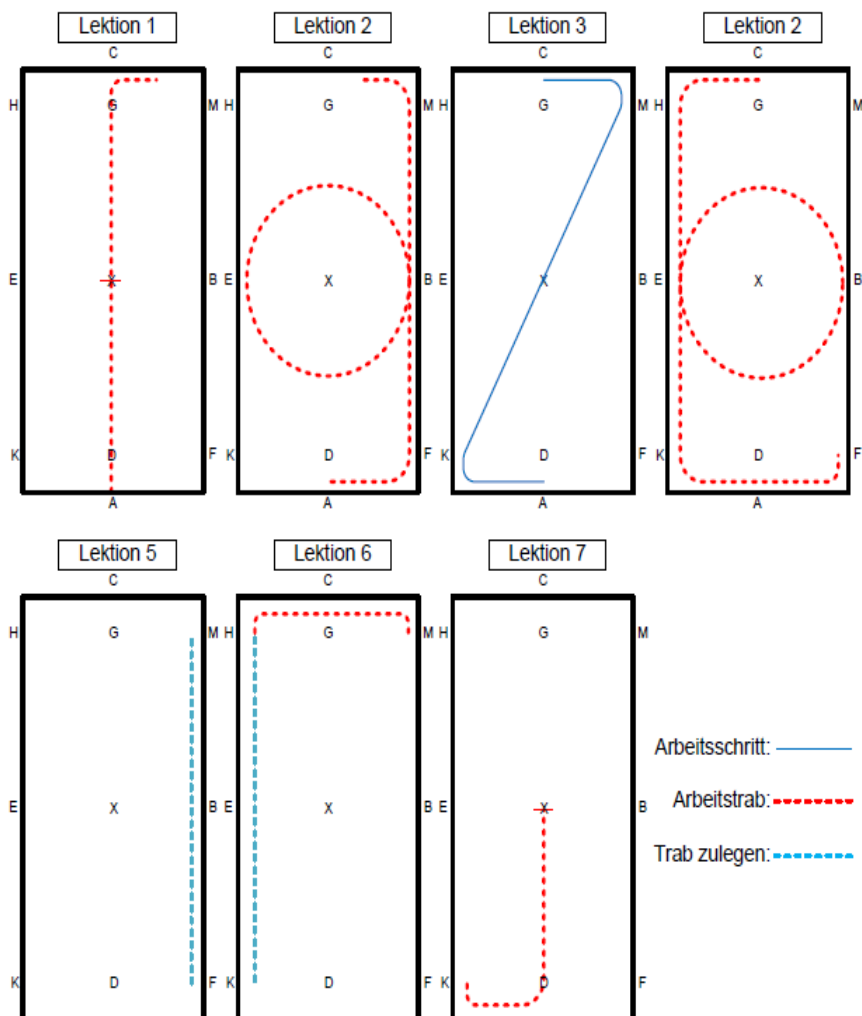 Lektion 1 Lektion 2 Lektion 3 Lektion 2
C C C C
H G M H G M H G M H G M
E X B E X B E X B E X B
K D F K D F K D F K D F
A A A A
Lektion 5 Lektion 6 Lektion 7
C C C
H G M H G M H G M
E X B E X B E X B
K D F K D F K D F
Arbeitsschritt:
Arbeitstrab:
Trab zulegen: